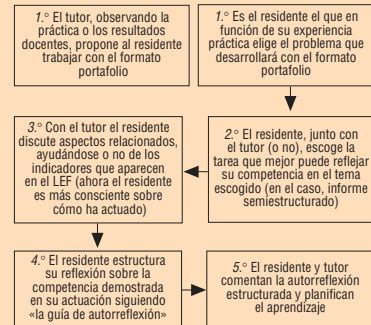 1.° El tutor, observando la
práctica o los resultados
docentes, propone al residente
trabajar con el formato
portafolio
1.° Es el residente el que en
función de su experiencia
práctica elige el problema que
desarrollará con el formato
portafolio
3.° Con el tutor el residente
discute aspectos relacionados,
ayudándose o no de los
indicadores que aparecen
en el LEF (ahora el residente
es más consciente sobre
cómo ha actuado)
2.° El residente, junto con
el tutor (o no), escoge la
tarea que mejor puede reflejar
su competencia en el tema
escogido (en el caso, informe
semiestructurado)
4.° El residente estructura
su reflexión sobre la
competencia demostrada
en su actuación siguiendo
«la guía de autorreflexión»
5.° El residente y tutor
comentan la autorreflexión
estructurada y planifican
el aprendizaje